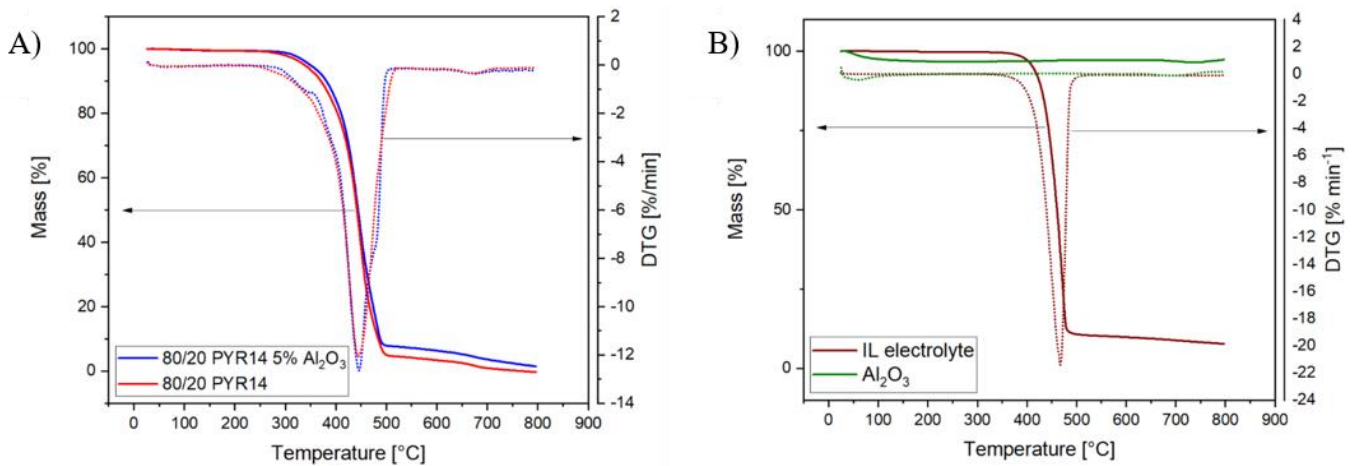 A)
Mass [%]
100
80
60
40
20
0
2
0
-2
-4
-6
-8
-10
-12
-14
DTG [%/min]
80/20 PYR14 5% Al₂O₃
80/20 PYR14
0 100 200 300 400 500 600 700 800 900
Temperature [°C]
B)
Mass [%]
100
50
0
4
2
0
-2
-4
-6
-8
-10
-12
-14
-16
-18
-20
-22
-24
DTG [% min⁻¹]
IL electrolyte
Al₂O₃
0 100 200 300 400 500 600 700 800 900
Temperature [°C]